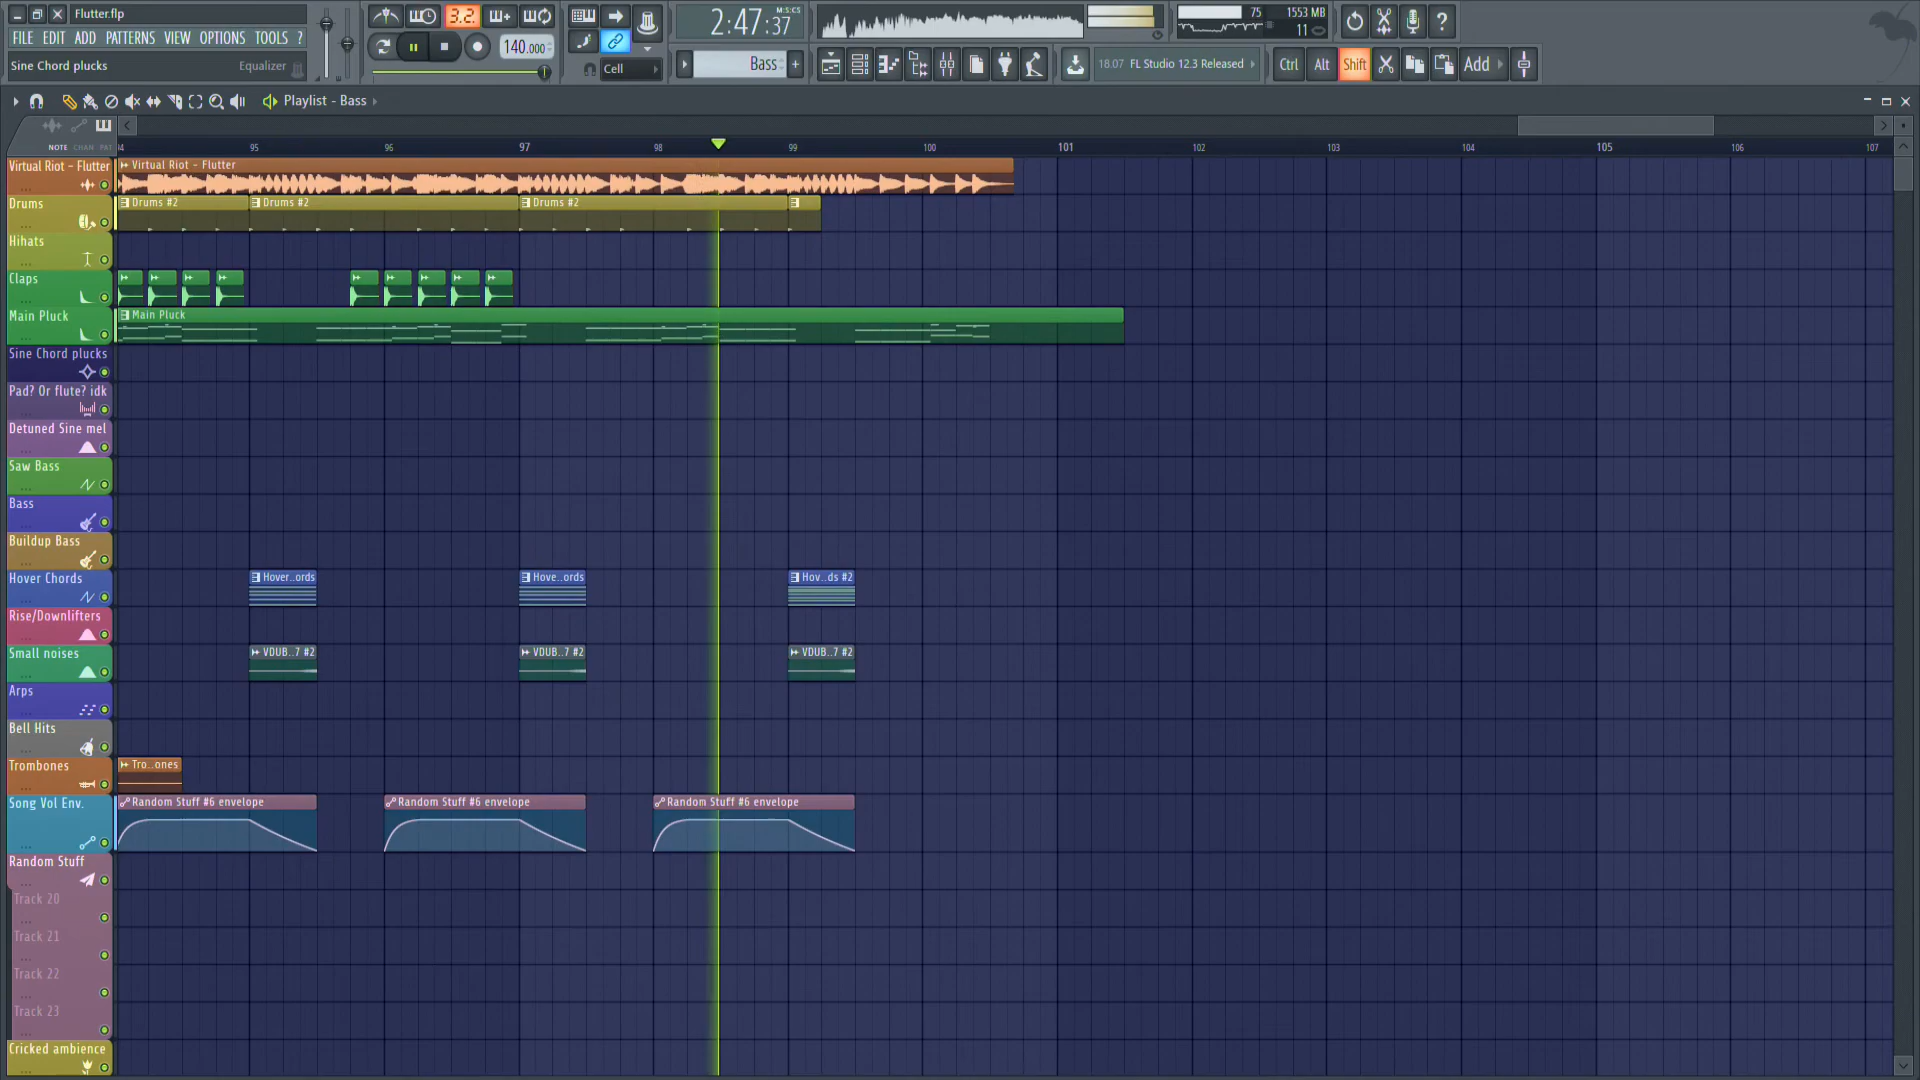 Flutter.flp
FILE EDIT ADD PATTERNS VIEW OPTIONS TOOLS ?
Sine Chord plucks
Equalizer
3.2.
140.000
Cell
2:47:37
M:S:CS
Bass
75
1553 MB
11
18.07 FL Studio 12.3 Released
Ctrl Alt Shift
Add
Playlist - Bass
NOTE CHAN PAT
94 95 96 97 98 99 100 101 102 103 104 105 106 107
Virtual Riot - Flutter
Virtual Riot - Flutter
Drums
Drums #2
Drums #2
Drums #2
Hihats
Claps
Main Pluck
Main Pluck
Sine Chord plucks
Pad? Or flute? idk
Detuned Sine mel
Saw Bass
Bass
Buildup Bass
Hover Chords
Hover..ords
Hove..ords
Hov..ds #2
Rise/Downlifters
Small noises
VDUB..7 #2
VDUB..7 #2
VDUB..7 #2
Arps
Bell Hits
Trombones
Tro..ones
Song Vol Env.
Random Stuff #6 envelope
Random Stuff #6 envelope
Random Stuff #6 envelope
Random Stuff
Track 20
Track 21
Track 22
Track 23
Cricked ambience